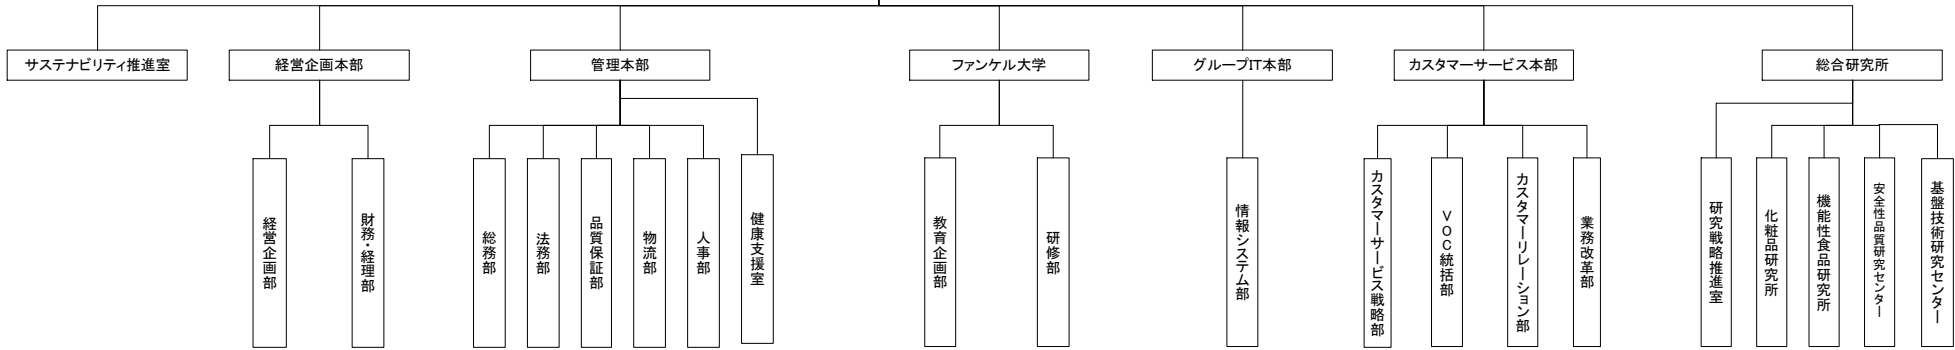 サステナビリティ推進室
経営企画本部
管理本部
ファンケル大学
グループIT本部
カスタマーサービス本部
総合研究所
経営企画部
財務・経理部
総務部
法務部
品質保証部
物流部
人事部
健康支援室
教育企画部
研修部
情報システム部
カスタマーサービス戦略部
VOC統括部
カスタマーリレーション部
業務改革部
研究戦略推進室
化粧品研究所
機能性食品研究所
安全性品質研究センター
基盤技術研究センター